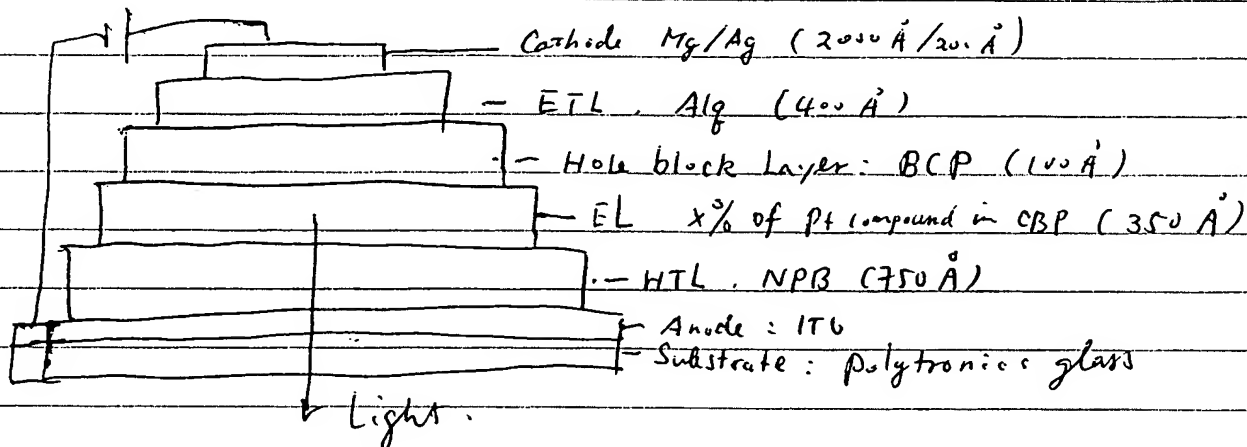 Cathode Mg/Ag (2000 Å/200 Å)
- ETL. Alq (400 Å)
- Hole block Layer: BCP (100 Å)
- EL x% of Pt compound in CBP (350 Å)
- HTL. NPB (750 Å)
Anode: ITO
Substrate: polytronics glass
Light.